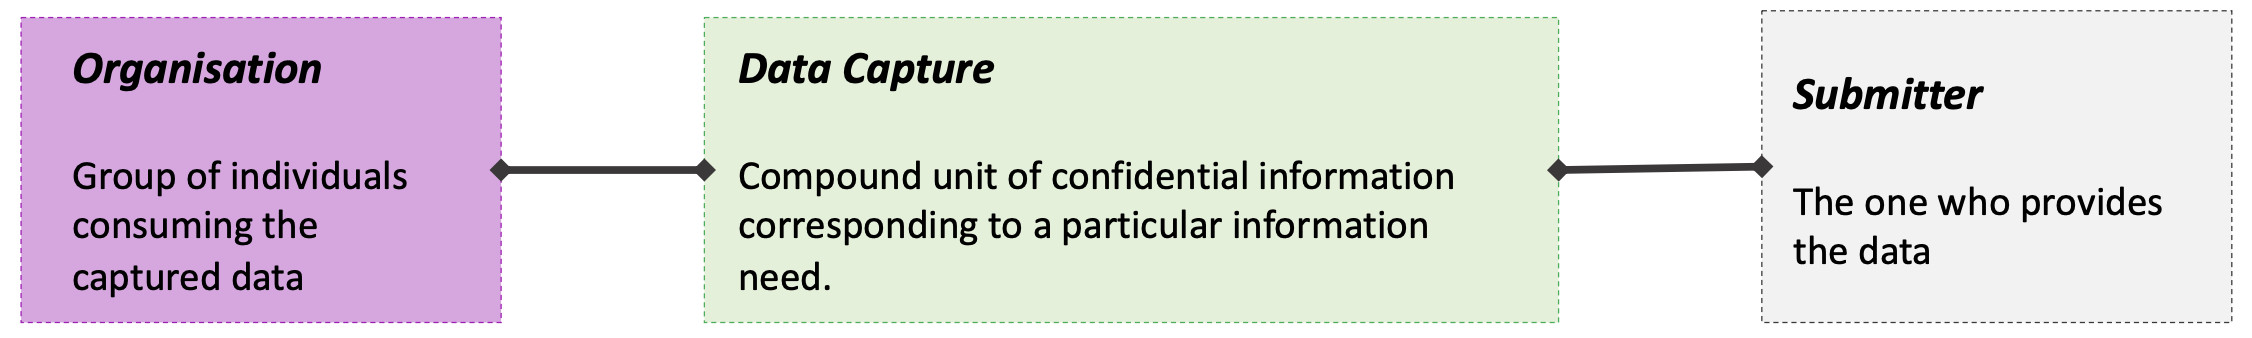 Organisation
Group of individuals
consuming the
captured data
Data Capture
Compound unit of confidential information
corresponding to a particular information
need.
Submitter
The one who provides
the data